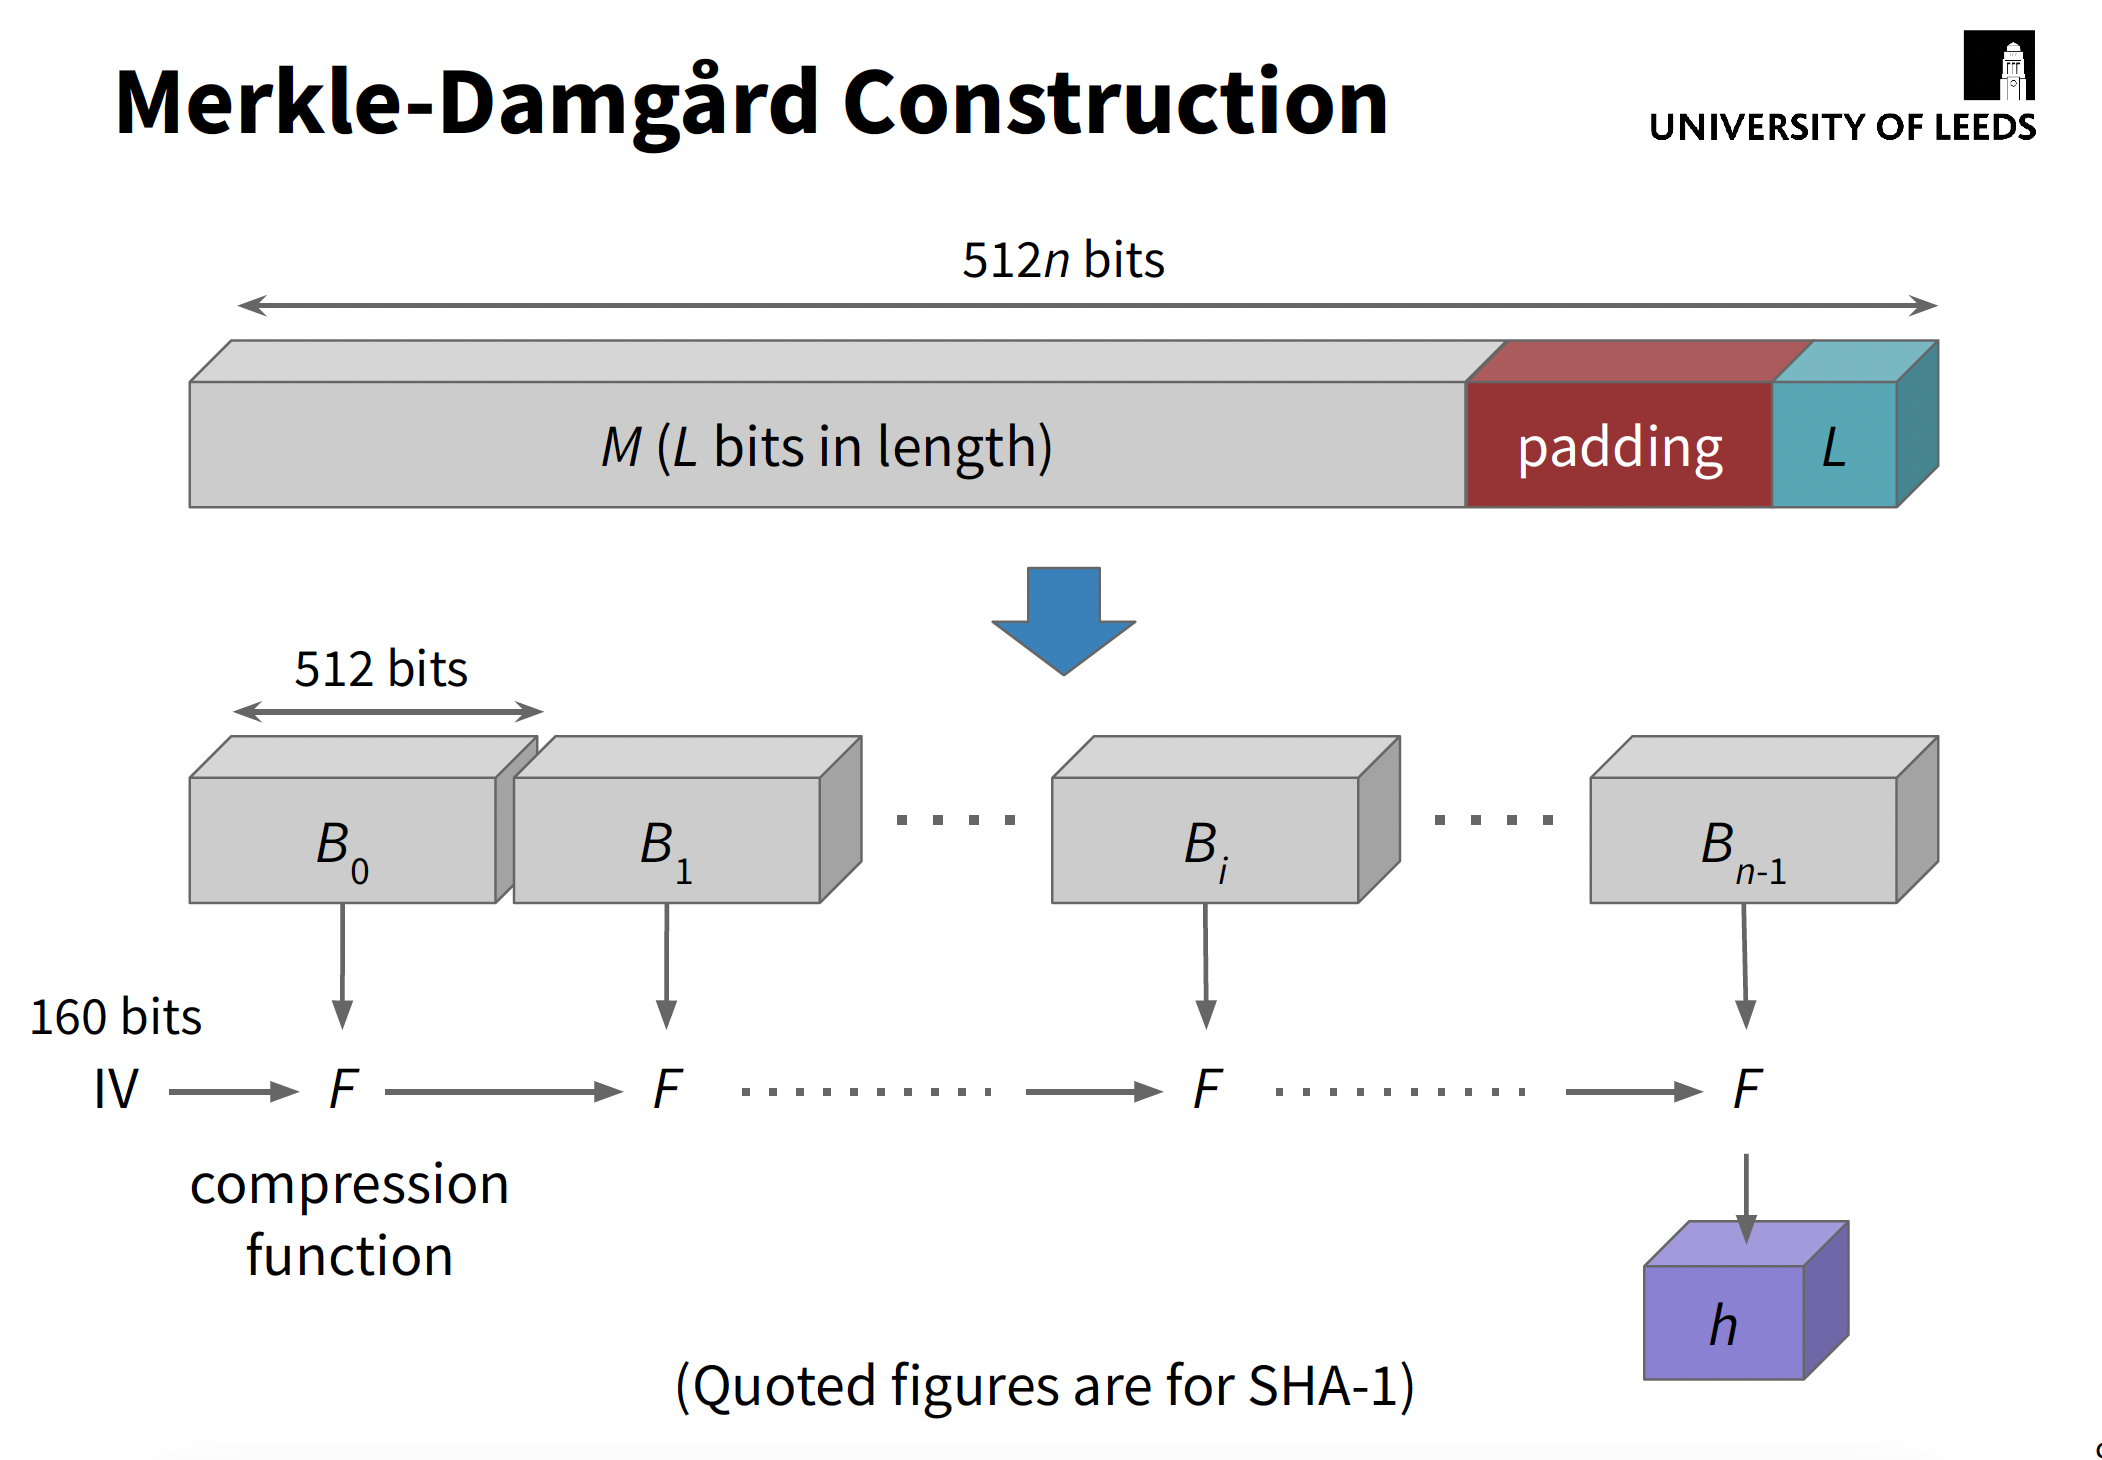 Merkle-Damgård Construction
UNIVERSITY OF LEEDS
512n bits
M (L bits in length)
padding
L
512 bits
B0
B1
Bi
Bn-1
160 bits
IV
F
F
F
F
compression
function
h
(Quoted figures are for SHA-1)